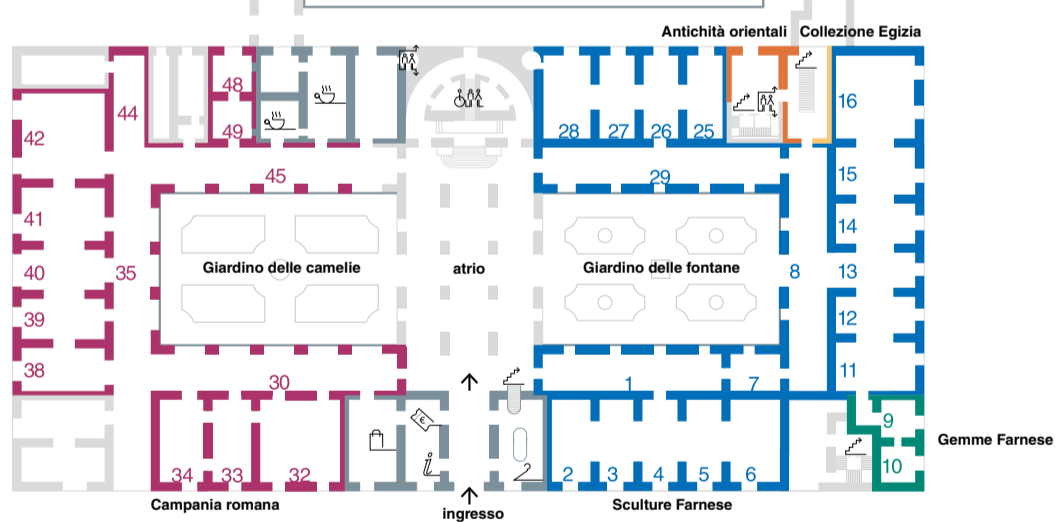 Antichità orientali Collezione Egizia
48
49
44
42
28 27 26 25
16
45
29
15
41
14
40
35
Giardino delle camelie
atrio
Giardino delle fontane
8
13
39
12
38
30
1
7
11
€
i
9
Gemme Farnese
10
34 33 32
2 3 4 5 6
Campania romana
ingresso
Sculture Farnese